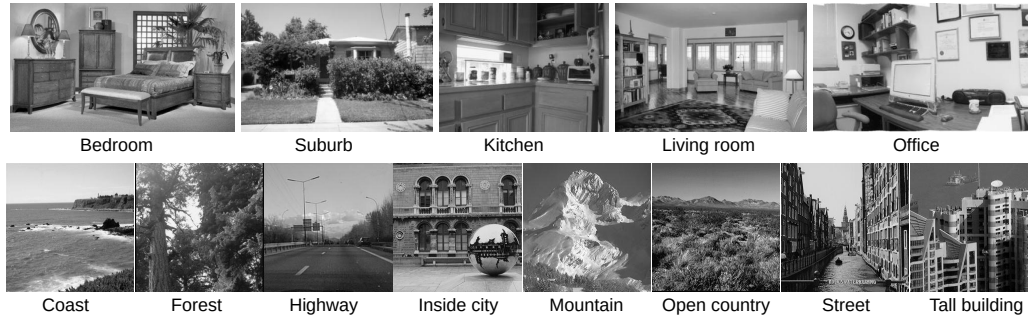 Bedroom
Suburb
Kitchen
Living room
Office
Coast
Forest
Highway
Inside city
Mountain
Open country
Street
Tall building